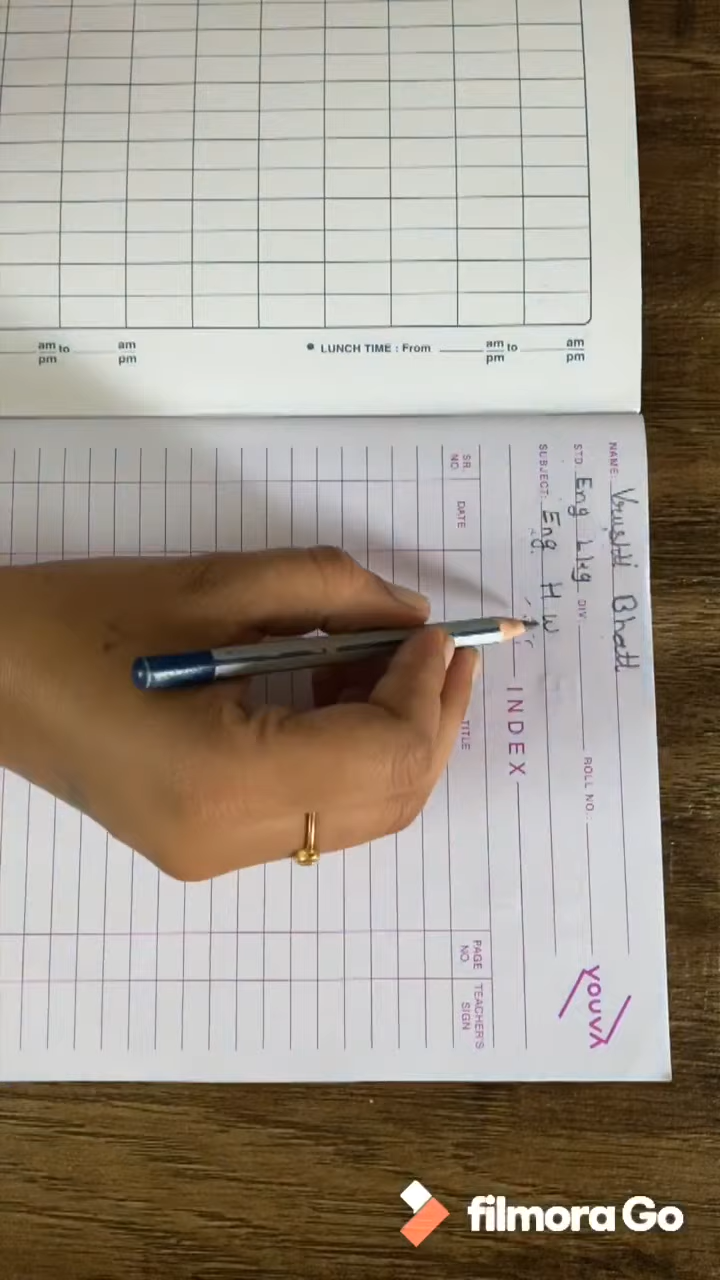 am to am
pm pm
• LUNCH TIME : From am to am
pm pm
NAME: Vrushti Bhatt
STD. Eng Lkg DIV. ROLL NO.:
SUBJECT: Eng H.W
youva
INDEX
SR. NO. DATE TITLE PAGE NO. TEACHER'S SIGN
filmora Go